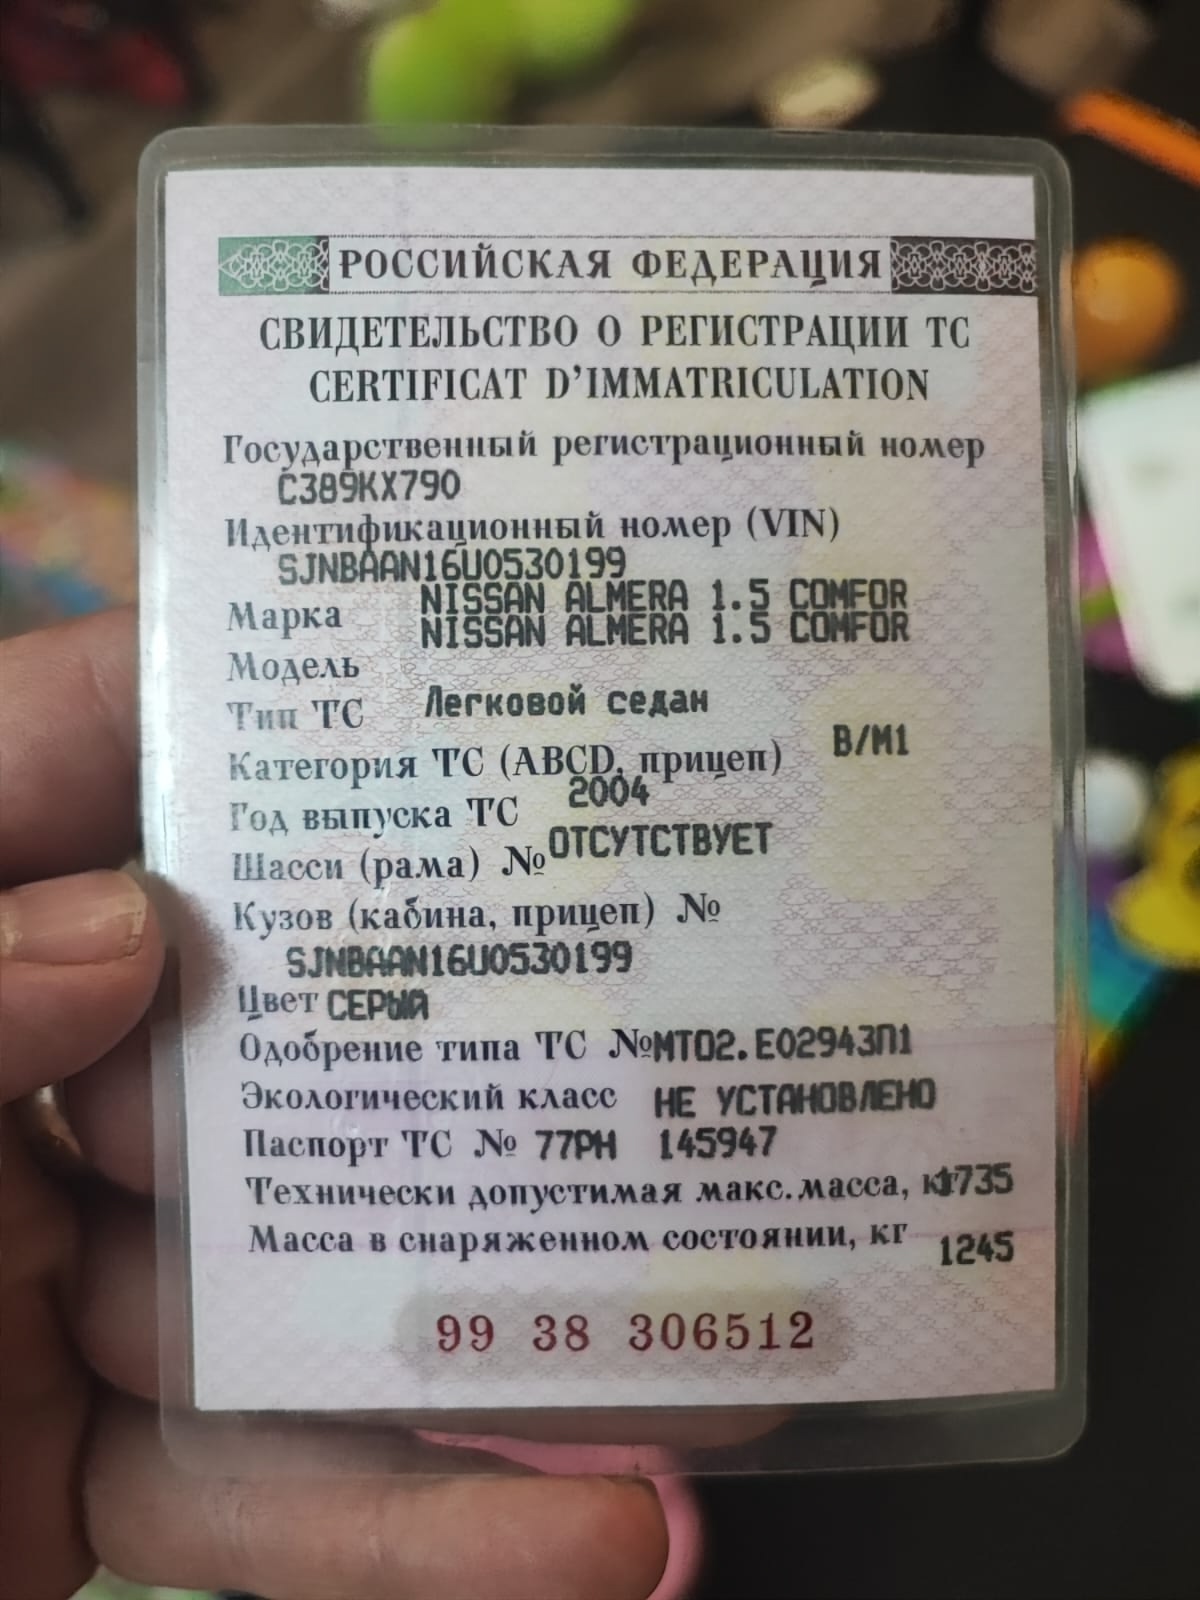 РОССИЙСКАЯ ФЕДЕРАЦИЯ
СВИДЕТЕЛЬСТВО О РЕГИСТРАЦИИ ТС
CERTIFICAT D'IMMATRICULATION
Государственный регистрационный номер
С389КХ790
Идентификационный номер (VIN)
SJNBAAN16U0530199
Марка NISSAN ALMERA 1.5 COMFOR
NISSAN ALMERA 1.5 COMFOR
Модель
Тип ТС Легковой седан
Категория ТС (ABCD, прицеп) B/M1
Год выпуска ТС 2004
Шасси (рама) № ОТСУТСТВУЕТ
Кузов (кабина, прицеп) №
SJNBAAN16U0530199
Цвет СЕРЫЙ
Одобрение типа ТС № МТ02.Е02943П1
Экологический класс НЕ УСТАНОВЛЕНО
Паспорт ТС № 77РН 145947
Технически допустимая макс.масса, кг 1735
Масса в снаряженном состоянии, кг 1245
99 38 306512